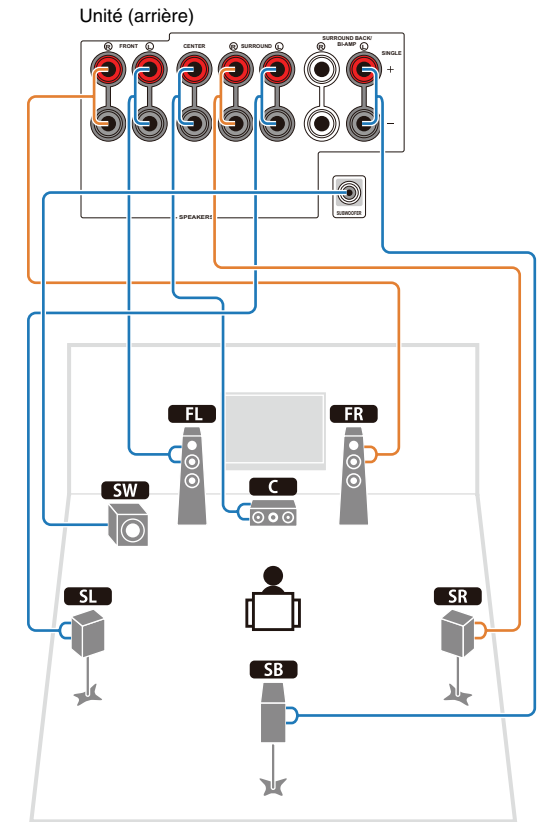 Unité (arrière)
SURROUND BACK/
BI-AMP
R FRONT L CENTER R SURROUND L R L SINGLE
+
–
SPEAKERS
SUBWOOFER
FL FR
SW C
SL SR
SB